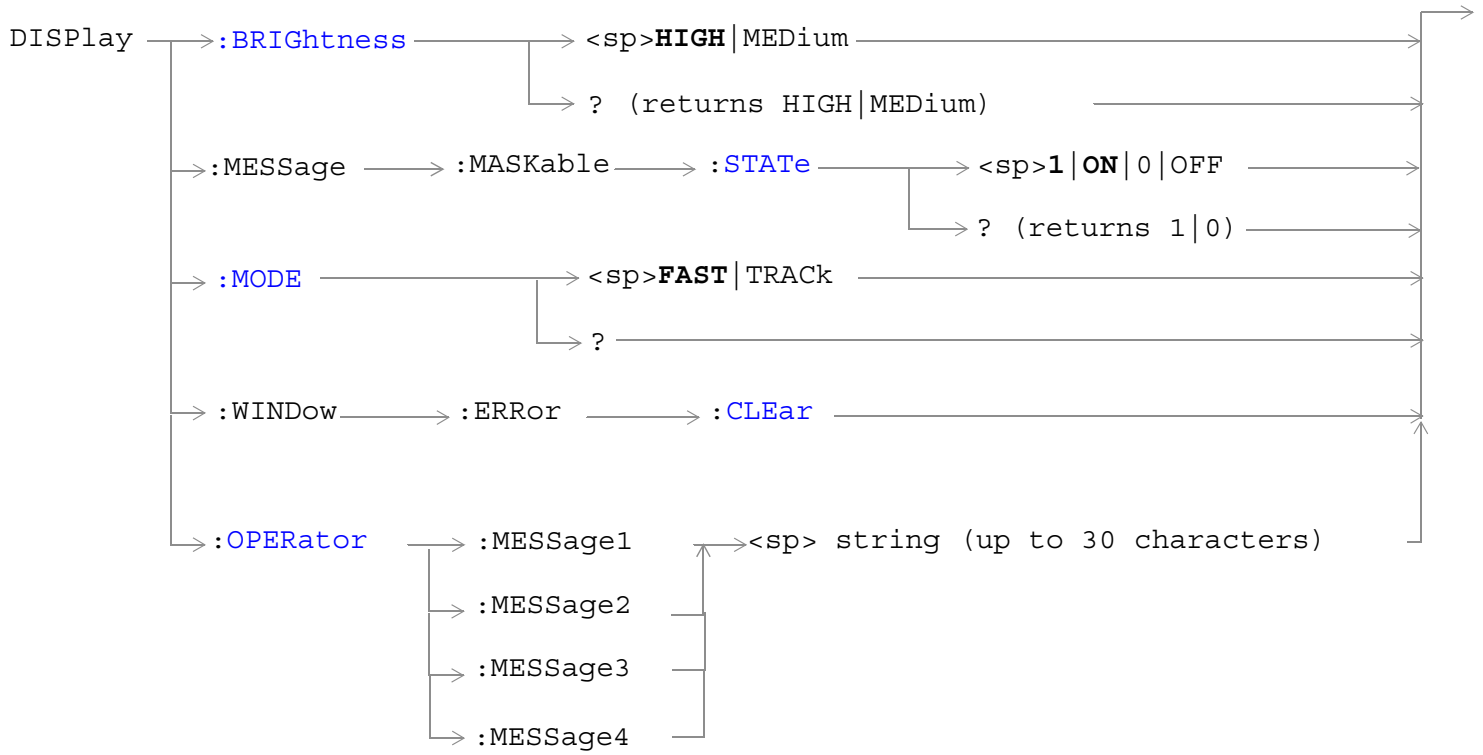 DISPlay :BRIGhtness <sp>HIGH|MEDium
? (returns HIGH|MEDium)
:MESSage :MASKable :STATe <sp>1|ON|0|OFF
? (returns 1|0)
:MODE <sp>FAST|TRACk
?
:WINDow :ERRor :CLEar
:OPERator :MESSage1 <sp> string (up to 30 characters)
:MESSage2
:MESSage3
:MESSage4